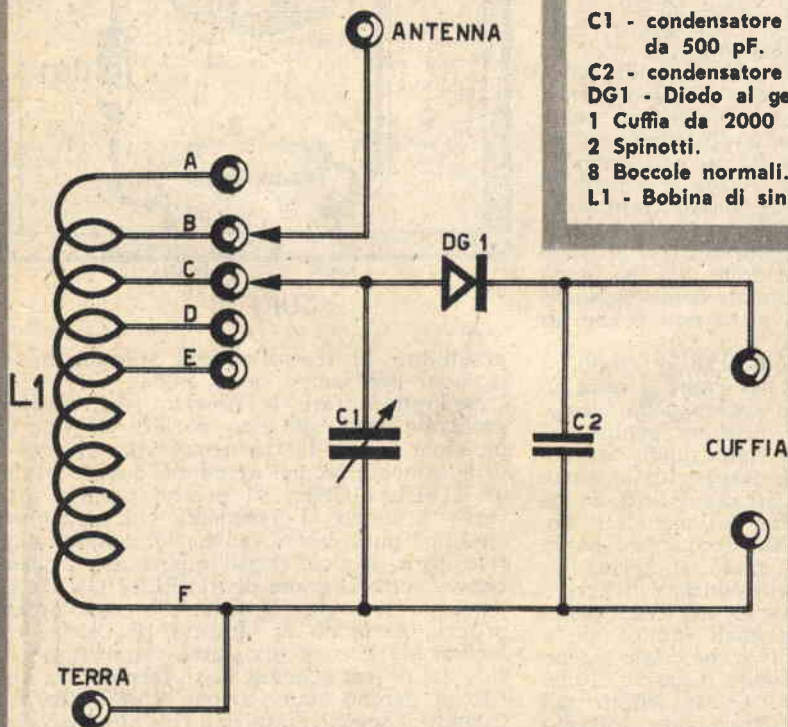 C1 - condensatore
da 500 pF.
C2 - condensatore
DG1 - Diodo al ge
1 Cuffia da 2000
2 Spinotti.
8 Boccole normali.
L1 - Bobina di sin
ANTENNA
A
B
DG 1
C
D
E
L1
C1
C2
CUFFIA
F
TERRA